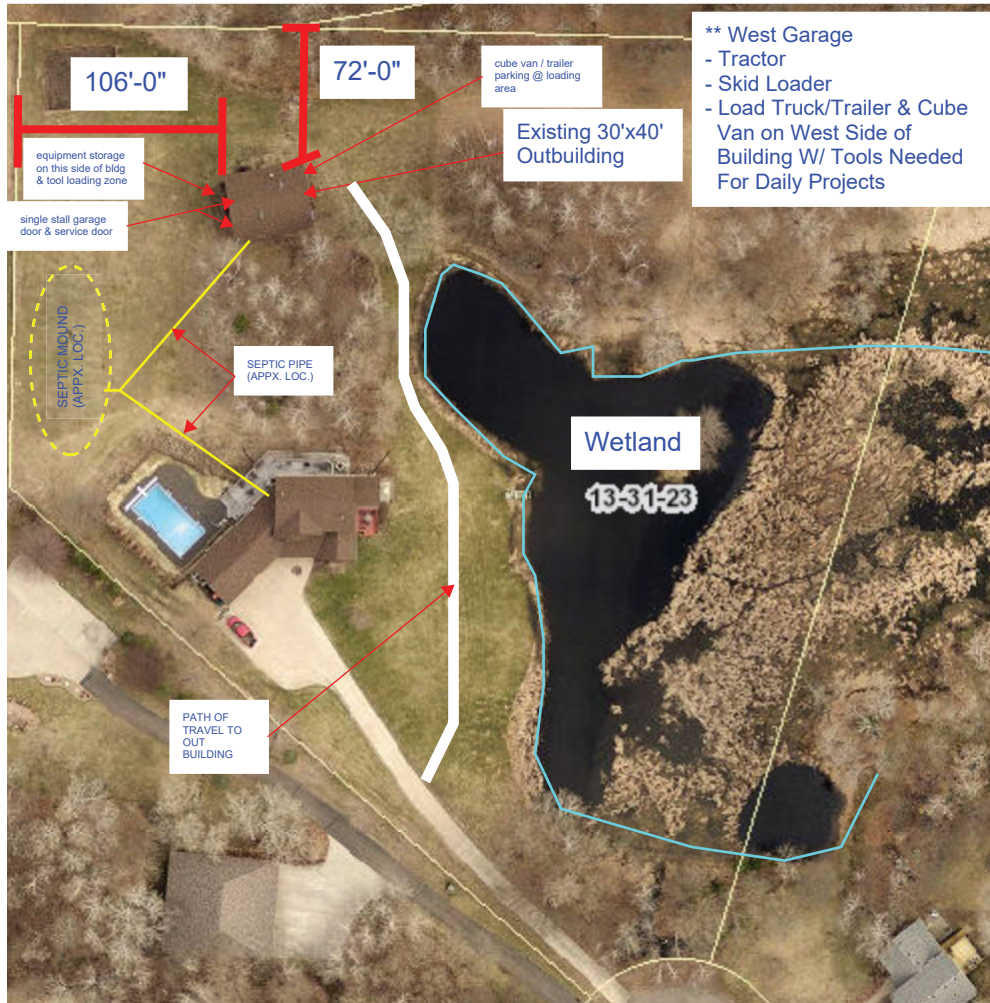 106'-0"
72'-0"
cube van / trailer
parking @ loading
area
** West Garage
- Tractor
- Skid Loader
- Load Truck/Trailer & Cube
Van on West Side of
Building W/ Tools Needed
For Daily Projects
Existing 30'x40'
Outbuilding
equipment storage
on this side of bldg
& tool loading zone
single stall garage
door & service door
SEPTIC MOUND
(APPX. LOC.)
SEPTIC PIPE
(APPX. LOC.)
Wetland
13-31-23
PATH OF
TRAVEL TO
OUT
BUILDING